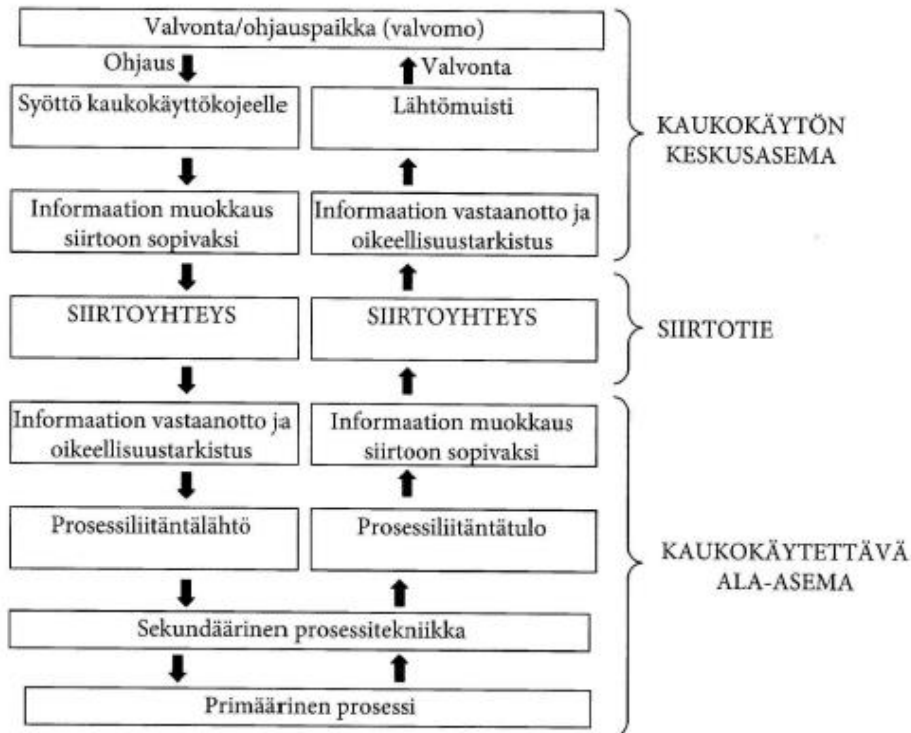 Valvonta/ohjauspaikka (valvomo)
Ohjaus
Valvonta
Syöttö kaukokäyttökojeelle
Lähtömuisti
KAUKOKÄYTÖN
KESKUSASEMA
Informaation muokkaus
siirtoon sopivaksi
Information vastaanotto ja
oikeellisuustarkistus
SIIRTOYHTEYS
SIIRTOYHTEYS
SIIRTOTIE
Informaation vastaanotto ja
oikeellisuustarkistus
Informaation muokkaus
siirtoon sopivaksi
Prosessiliitäntälähtö
Prosessiliitäntätulo
KAUKOKÄYTETTÄVÄ
ALA-ASEMA
Sekundäärinen prosessitekniikka
Primäärinen prosessi